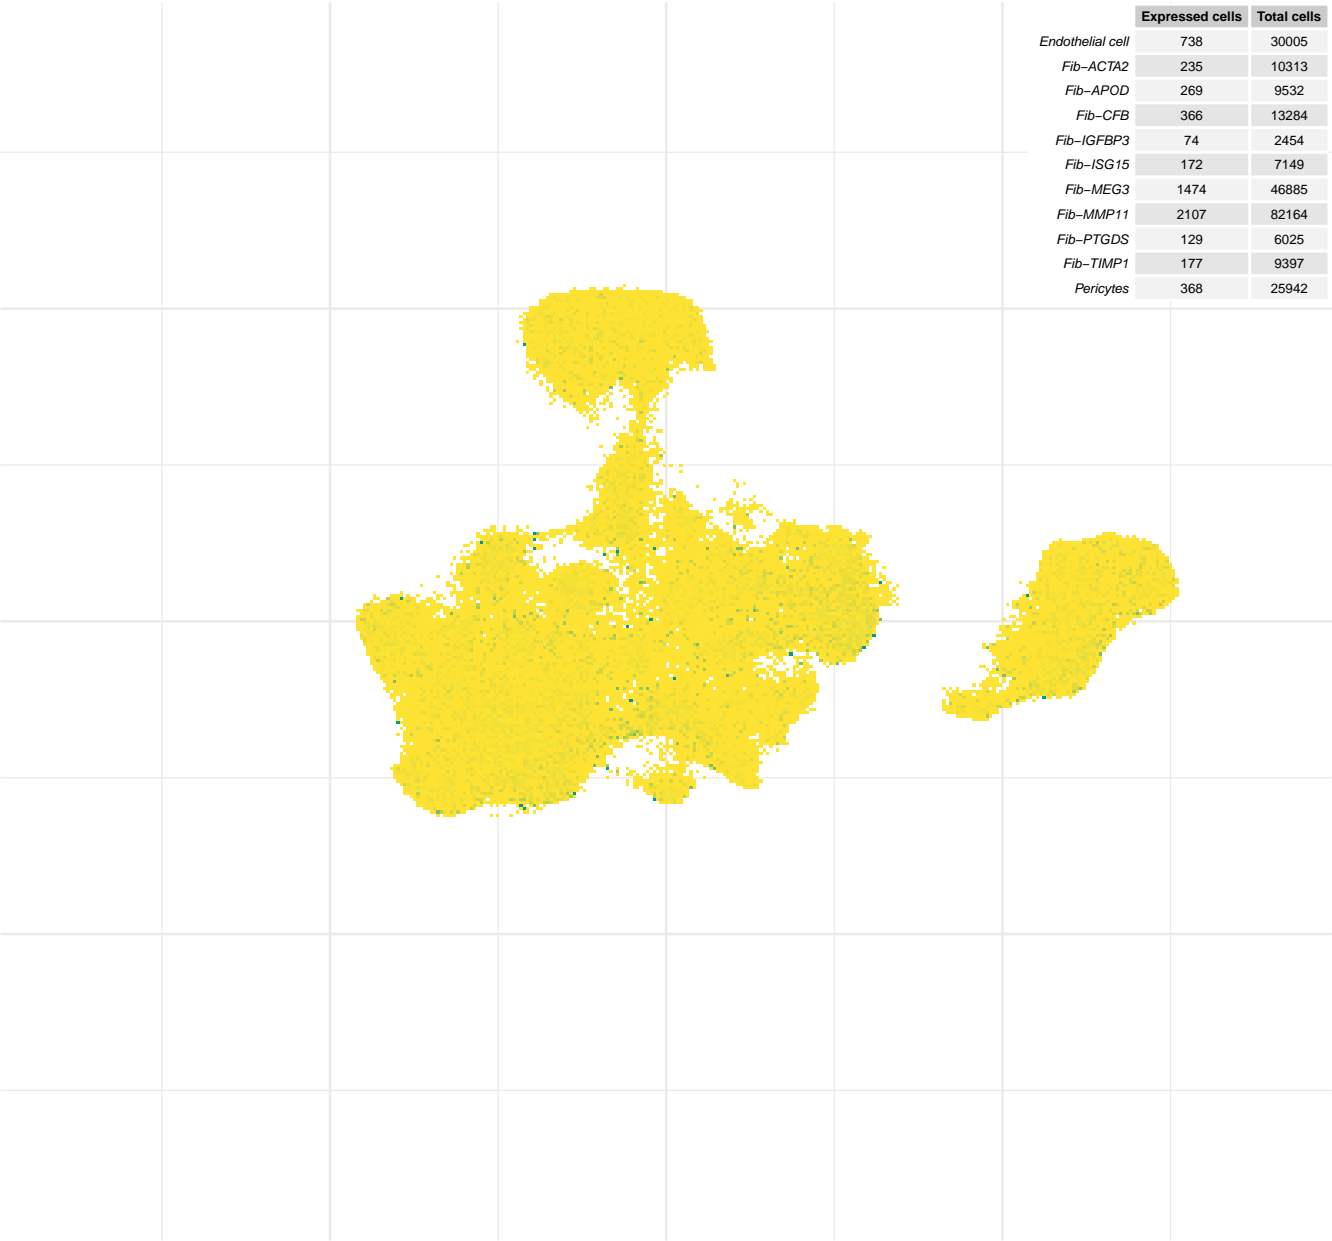 Expressed cells Total cells
Endothelial cell 738 30005
Fib−ACTA2 235 10313
Fib−APOD 269 9532
Fib−CFB 366 13284
Fib−IGFBP3 74 2454
Fib−ISG15 172 7149
Fib−MEG3 1474 46885
Fib−MMP11 2107 82164
Fib−PTGDS 129 6025
Fib−TIMP1 177 9397
Pericytes 368 25942